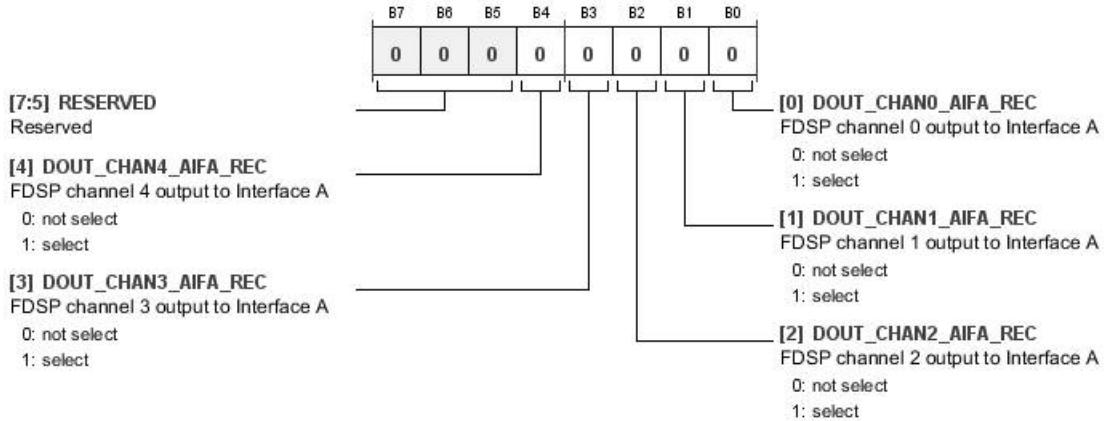 B7 B6 B5 B4 B3 B2 B1 B0
0 0 0 0 0 0 0 0
[7:5] RESERVED
Reserved
[4] DOUT_CHAN4_AIFA_REC
FDSP channel 4 output to Interface A
0: not select
1: select
[3] DOUT_CHAN3_AIFA_REC
FDSP channel 3 output to Interface A
0: not select
1: select
[0] DOUT_CHAN0_AIFA_REC
FDSP channel 0 output to Interface A
0: not select
1: select
[1] DOUT_CHAN1_AIFA_REC
FDSP channel 1 output to Interface A
0: not select
1: select
[2] DOUT_CHAN2_AIFA_REC
FDSP channel 2 output to Interface A
0: not select
1: select